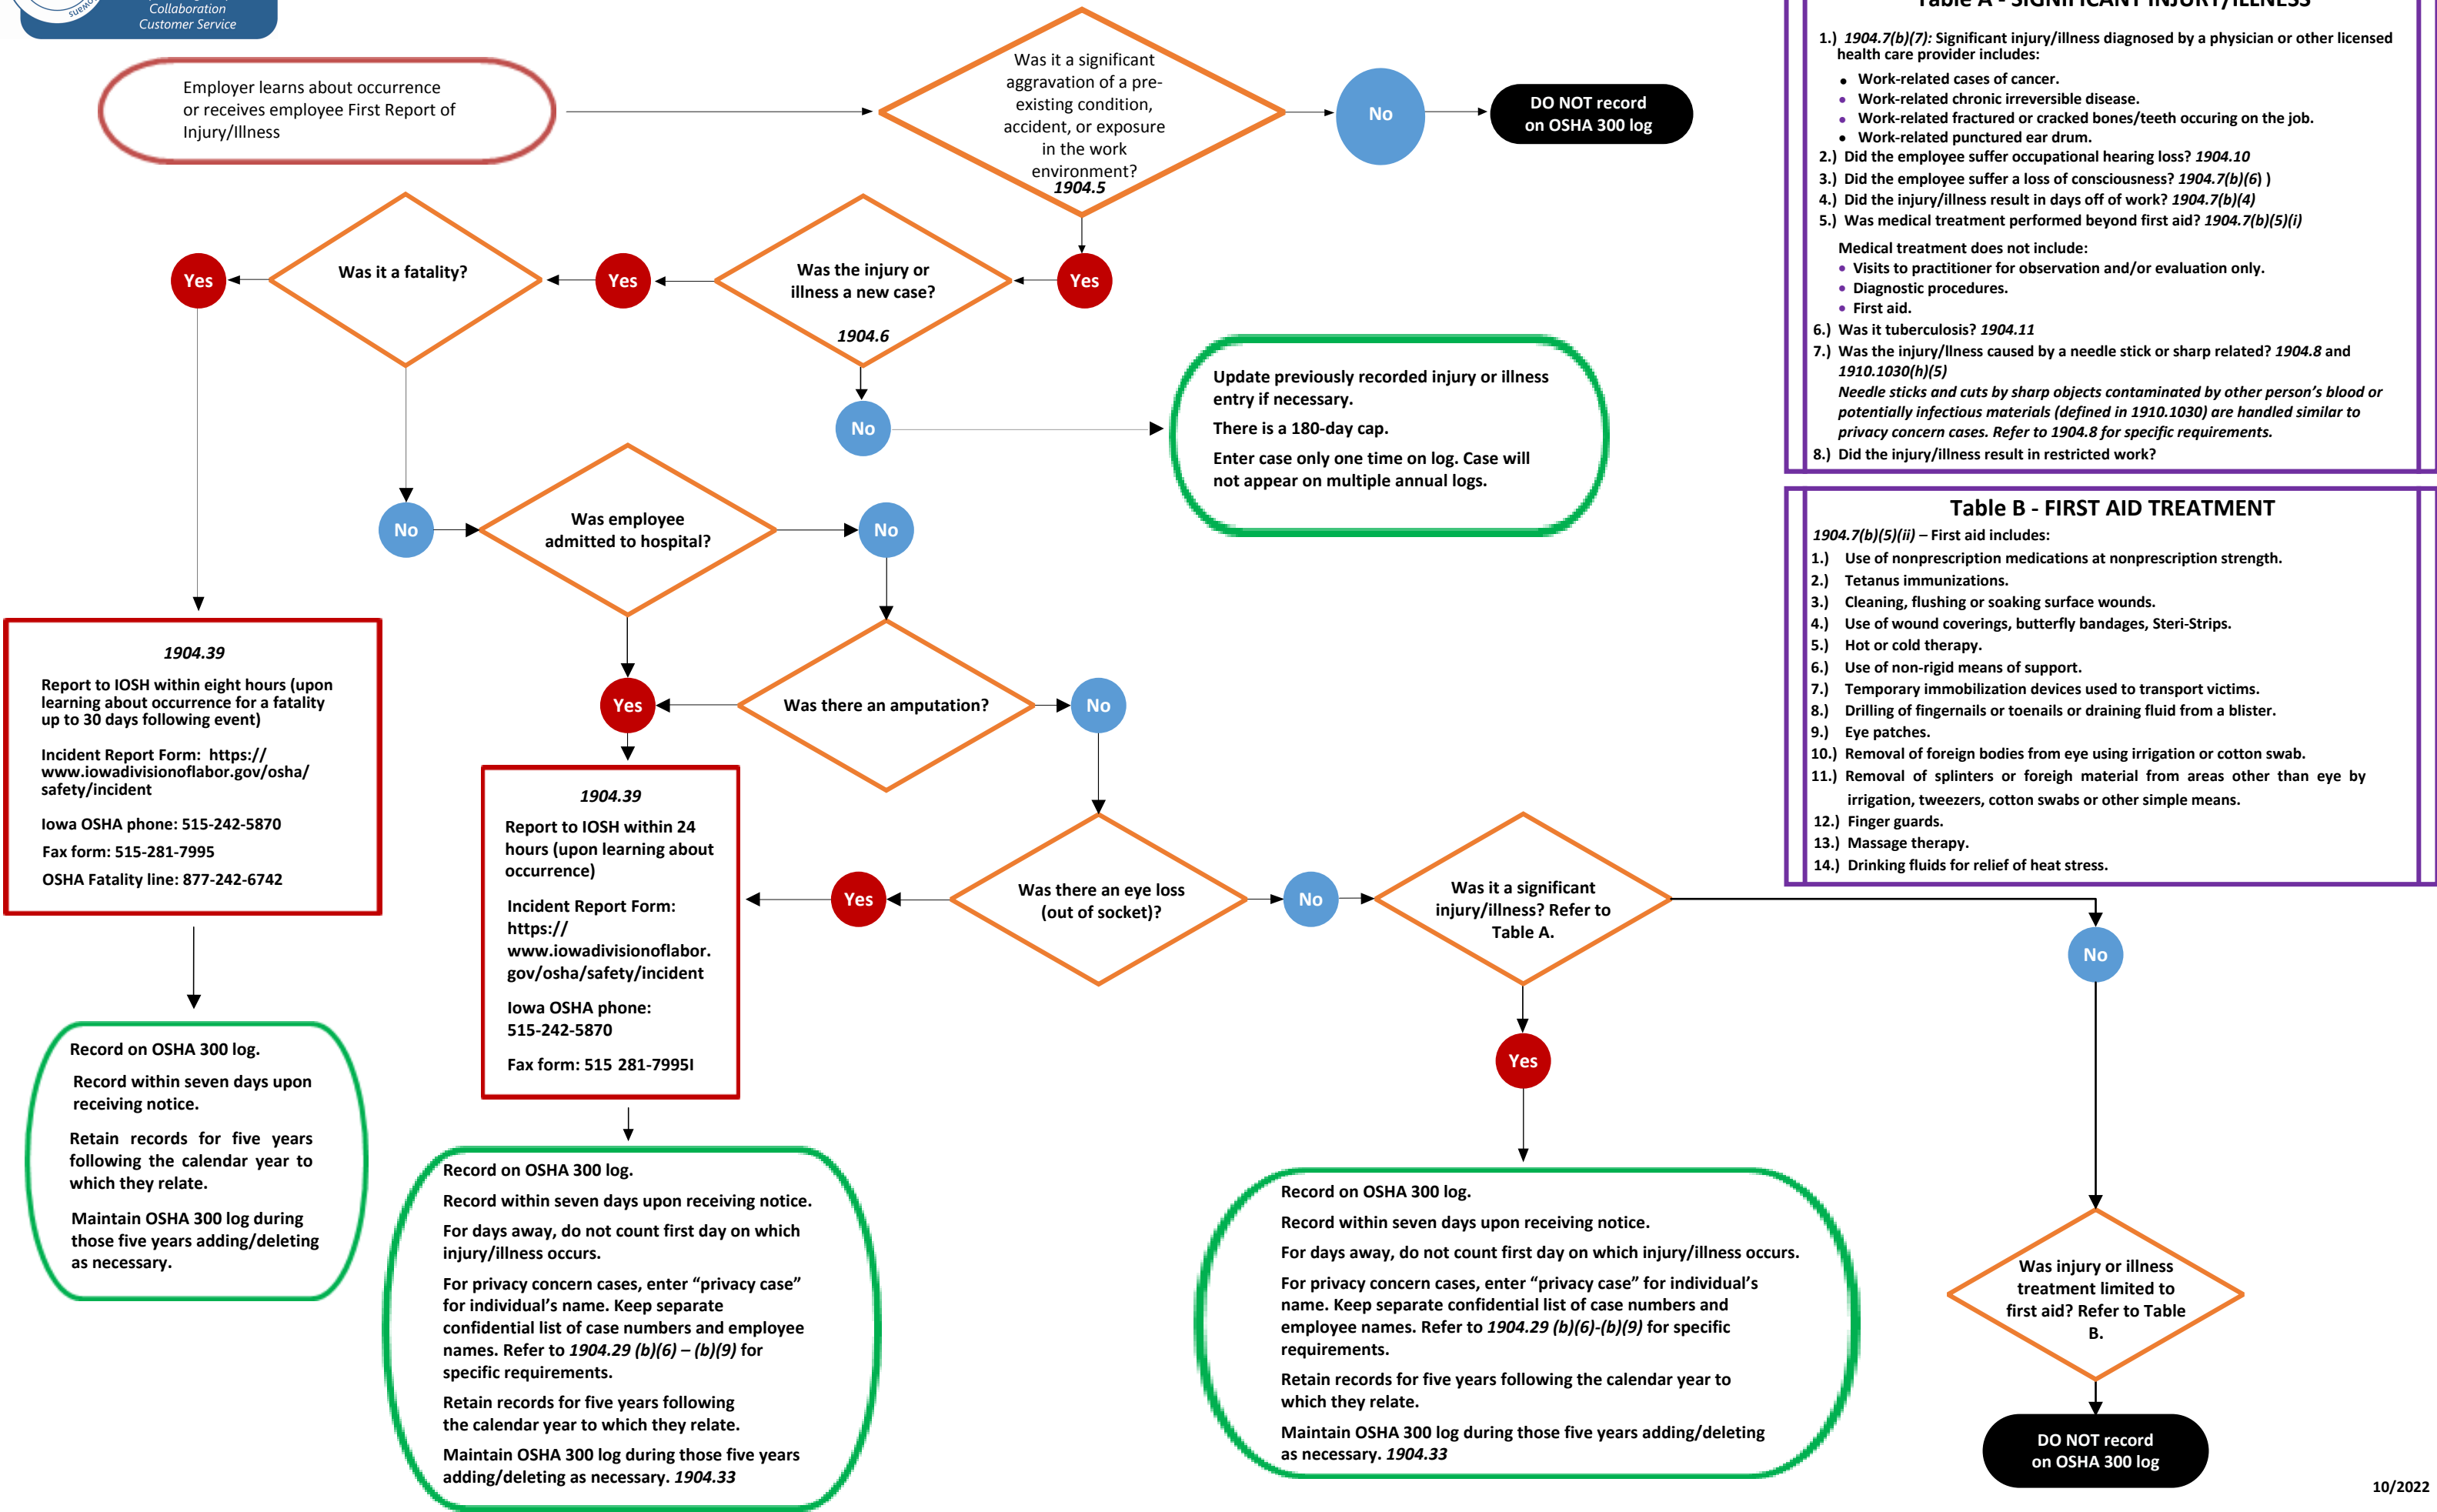 Collaboration
Customer Service
Employer learns about occurrence
or receives employee First Report of
Injury/Illness
Was it a significant
aggravation of a pre-
existing condition,
accident, or exposure
in the work
environment?
1904.5
No
DO NOT record
on OSHA 300 log
Yes
Was the injury or
illness a new case?
1904.6
Yes
Was it a fatality?
Yes
No
Update previously recorded injury or illness
entry if necessary.
There is a 180-day cap.
Enter case only one time on log. Case will
not appear on multiple annual logs.
No
Was employee
admitted to hospital?
No
Yes
Was there an amputation?
No
1904.39
Report to IOSH within eight hours (upon
learning about occurrence for a fatality
up to 30 days following event)
Incident Report Form: https://
www.iowadivisionoflabor.gov/osha/
safety/incident
Iowa OSHA phone: 515-242-5870
Fax form: 515-281-7995
OSHA Fatality line: 877-242-6742
1904.39
Report to IOSH within 24
hours (upon learning about
occurrence)
Incident Report Form:
https://
www.iowadivisionoflabor.
gov/osha/safety/incident
Iowa OSHA phone:
515-242-5870
Fax form: 515 281-7995I
Yes
Was there an eye loss
(out of socket)?
No
Was it a significant
injury/illness? Refer to
Table A.
No
Yes
Record on OSHA 300 log.
Record within seven days upon
receiving notice.
Retain records for five years
following the calendar year to
which they relate.
Maintain OSHA 300 log during
those five years adding/deleting
as necessary.
Record on OSHA 300 log.
Record within seven days upon receiving notice.
For days away, do not count first day on which
injury/illness occurs.
For privacy concern cases, enter “privacy case”
for individual’s name. Keep separate
confidential list of case numbers and employee
names. Refer to 1904.29 (b)(6) – (b)(9) for
specific requirements.
Retain records for five years following
the calendar year to which they relate.
Maintain OSHA 300 log during those five years
adding/deleting as necessary. 1904.33
Record on OSHA 300 log.
Record within seven days upon receiving notice.
For days away, do not count first day on which injury/illness occurs.
For privacy concern cases, enter “privacy case” for individual’s
name. Keep separate confidential list of case numbers and
employee names. Refer to 1904.29 (b)(6)-(b)(9) for specific
requirements.
Retain records for five years following the calendar year to
which they relate.
Maintain OSHA 300 log during those five years adding/deleting
as necessary. 1904.33
Was injury or illness
treatment limited to
first aid? Refer to Table
B.
DO NOT record
on OSHA 300 log
Table A - SIGNIFICANT INJURY/ILLNESS
1.) 1904.7(b)(7): Significant injury/illness diagnosed by a physician or other licensed
health care provider includes:
• Work-related cases of cancer.
• Work-related chronic irreversible disease.
• Work-related fractured or cracked bones/teeth occuring on the job.
• Work-related punctured ear drum.
2.) Did the employee suffer occupational hearing loss? 1904.10
3.) Did the employee suffer a loss of consciousness? 1904.7(b)(6) )
4.) Did the injury/illness result in days off of work? 1904.7(b)(4)
5.) Was medical treatment performed beyond first aid? 1904.7(b)(5)(i)
Medical treatment does not include:
• Visits to practitioner for observation and/or evaluation only.
• Diagnostic procedures.
• First aid.
6.) Was it tuberculosis? 1904.11
7.) Was the injury/llness caused by a needle stick or sharp related? 1904.8 and
1910.1030(h)(5)
Needle sticks and cuts by sharp objects contaminated by other person’s blood or
potentially infectious materials (defined in 1910.1030) are handled similar to
privacy concern cases. Refer to 1904.8 for specific requirements.
8.) Did the injury/illness result in restricted work?
Table B - FIRST AID TREATMENT
1904.7(b)(5)(ii) – First aid includes:
1.) Use of nonprescription medications at nonprescription strength.
2.) Tetanus immunizations.
3.) Cleaning, flushing or soaking surface wounds.
4.) Use of wound coverings, butterfly bandages, Steri-Strips.
5.) Hot or cold therapy.
6.) Use of non-rigid means of support.
7.) Temporary immobilization devices used to transport victims.
8.) Drilling of fingernails or toenails or draining fluid from a blister.
9.) Eye patches.
10.) Removal of foreign bodies from eye using irrigation or cotton swab.
11.) Removal of splinters or foreigh material from areas other than eye by
irrigation, tweezers, cotton swabs or other simple means.
12.) Finger guards.
13.) Massage therapy.
14.) Drinking fluids for relief of heat stress.
10/2022